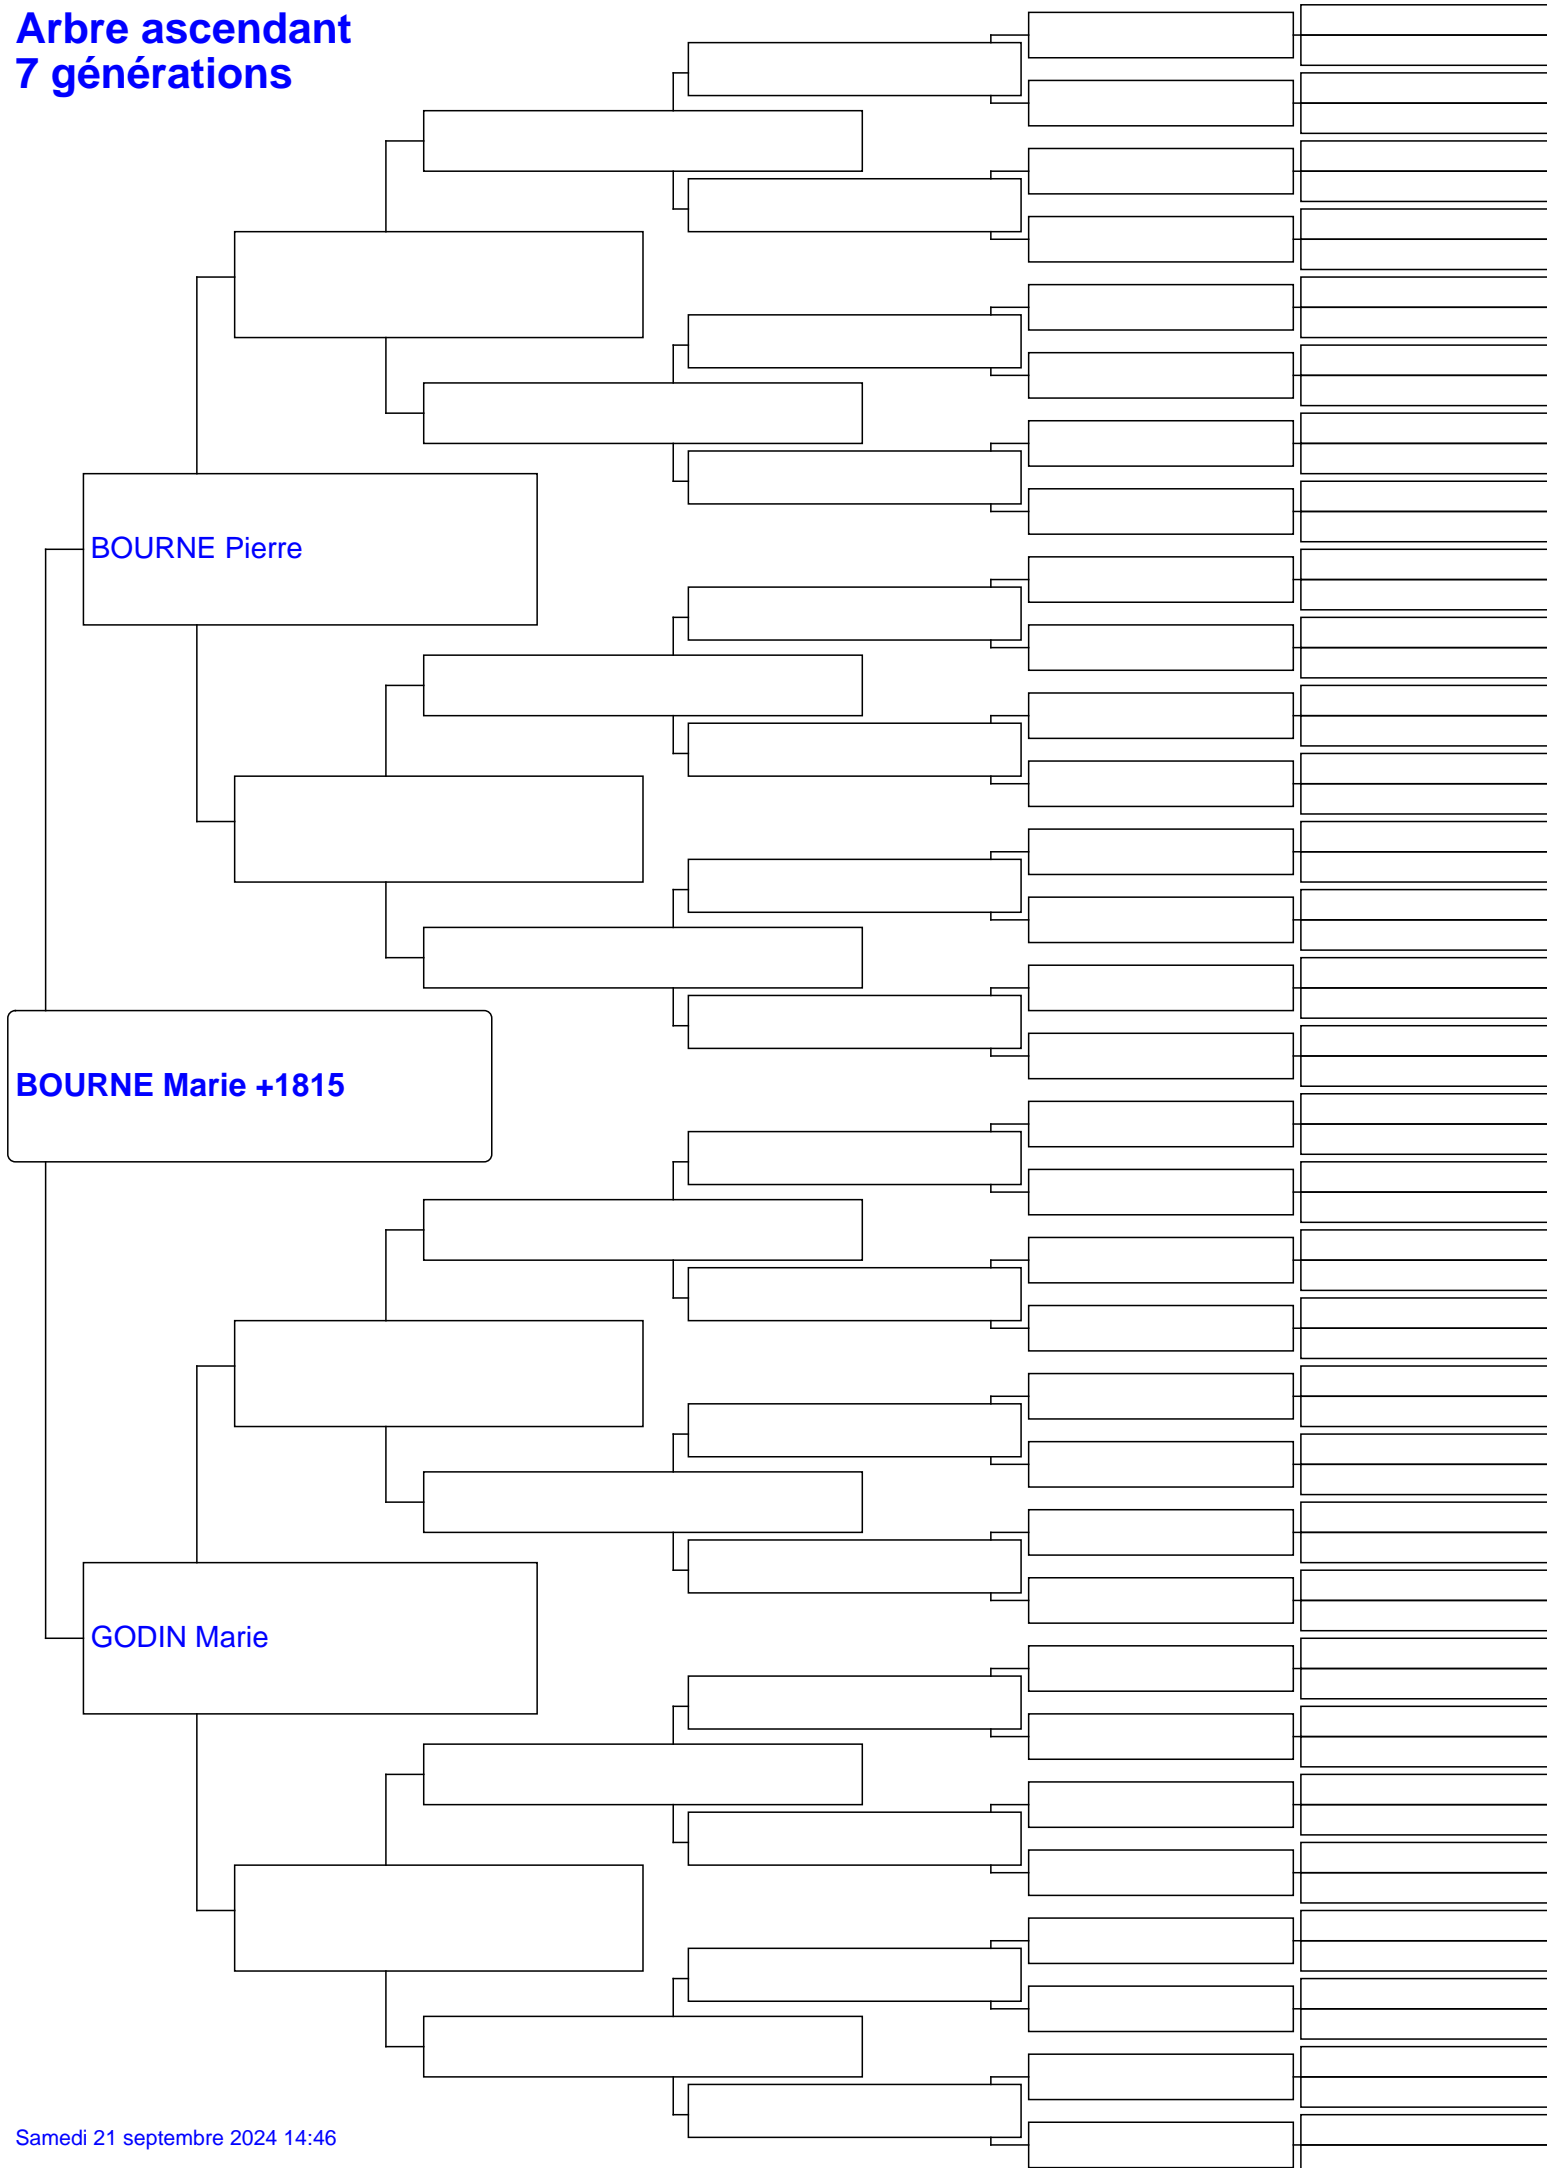 Arbre ascendant
7 générations
BOURNE Pierre
BOURNE Marie +1815
GODIN Marie
Samedi 21 septembre 2024 14:46